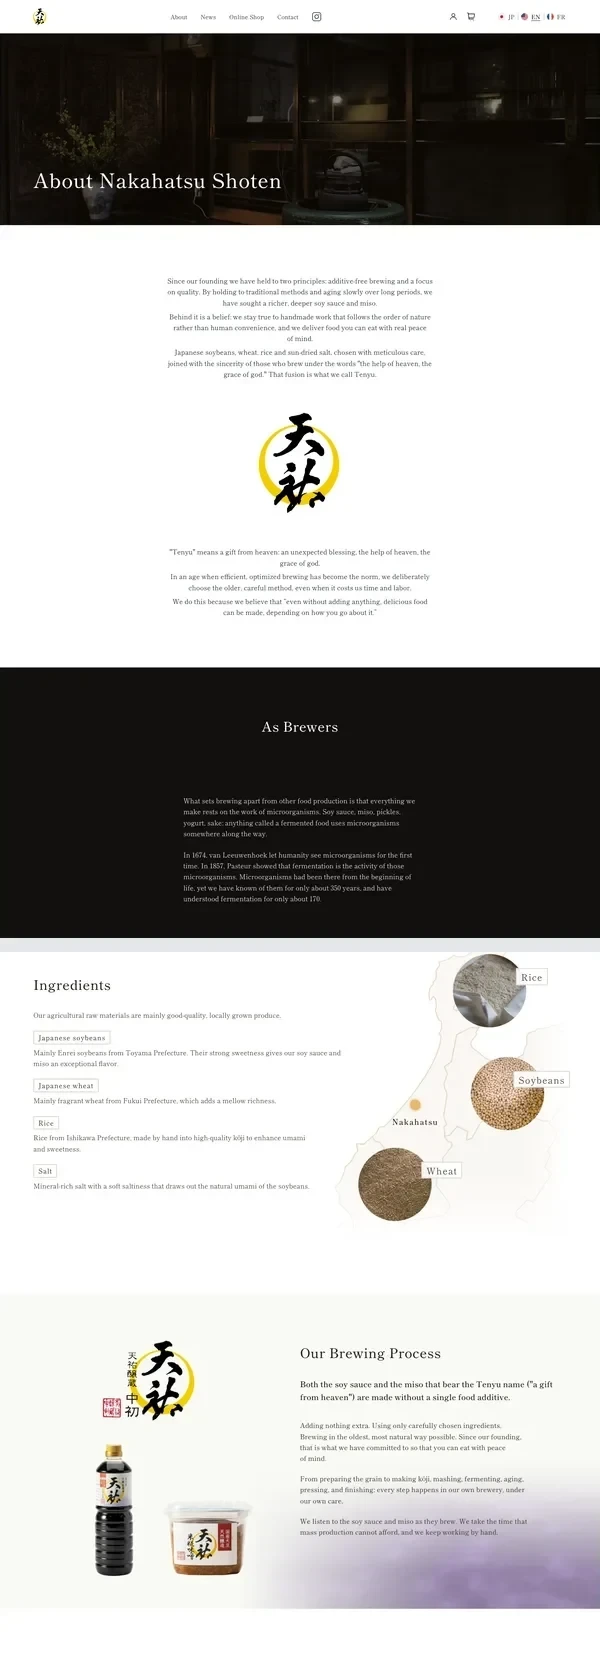 天祐
About
News
Online Shop
Contact
JP
EN
FR
About Nakahatsu Shoten
Since our founding we have held to two principles: additive-free brewing and a focus
on quality. By holding to traditional methods and aging slowly over long periods, we
have sought a richer, deeper soy sauce and miso.
Behind it is a belief: we stay true to handmade work that follows the order of nature
rather than human convenience, and we deliver food you can eat with real peace
of mind.
Japanese soybeans, wheat, rice and sun-dried salt, chosen with meticulous care,
joined with the sincerity of those who brew under the words "the help of heaven, the
grace of god." That fusion is what we call Tenyu.
天祐
"Tenyu" means a gift from heaven: an unexpected blessing, the help of heaven, the
grace of god.
In an age when efficient, optimized brewing has become the norm, we deliberately
choose the older, careful method, even when it costs us time and labor.
We do this because we believe that "even without adding anything, delicious food
can be made, depending on how you go about it."
As Brewers
What sets brewing apart from other food production is that everything we
make rests on the work of microorganisms. Soy sauce, miso, pickles,
yogurt, sake: anything called a fermented food uses microorganisms
somewhere along the way.
In 1674, van Leeuwenhoek let humanity see microorganisms for the first
time. In 1857, Pasteur showed that fermentation is the activity of those
microorganisms. Microorganisms had been there from the beginning of
life, yet we have known of them for only about 350 years, and have
understood fermentation for only about 170.
Ingredients
Our agricultural raw materials are mainly good-quality, locally grown produce.
Japanese soybeans
Mainly Enrei soybeans from Toyama Prefecture. Their strong sweetness gives our soy sauce and
miso an exceptional flavor.
Japanese wheat
Mainly fragrant wheat from Fukui Prefecture, which adds a mellow richness.
Rice
Rice from Ishikawa Prefecture, made by hand into high-quality kōji to enhance umami
and sweetness.
Salt
Mineral-rich salt with a soft saltiness that draws out the natural umami of the soybeans.
Rice
Soybeans
Nakahatsu
Wheat
天祐醸蔵
中初
天祐
天祐
天祐
Our Brewing Process
Both the soy sauce and the miso that bear the Tenyu name ("a gift
from heaven") are made without a single food additive.
Adding nothing extra. Using only carefully chosen ingredients.
Brewing in the oldest, most natural way possible. Since our founding,
that is what we have committed to so that you can eat with peace
of mind.
From preparing the grain to making kōji, mashing, fermenting, aging,
pressing, and finishing: every step happens in our own brewery, under
our own care.
We listen to the soy sauce and miso as they brew. We take the time that
mass production cannot afford, and we keep working by hand.